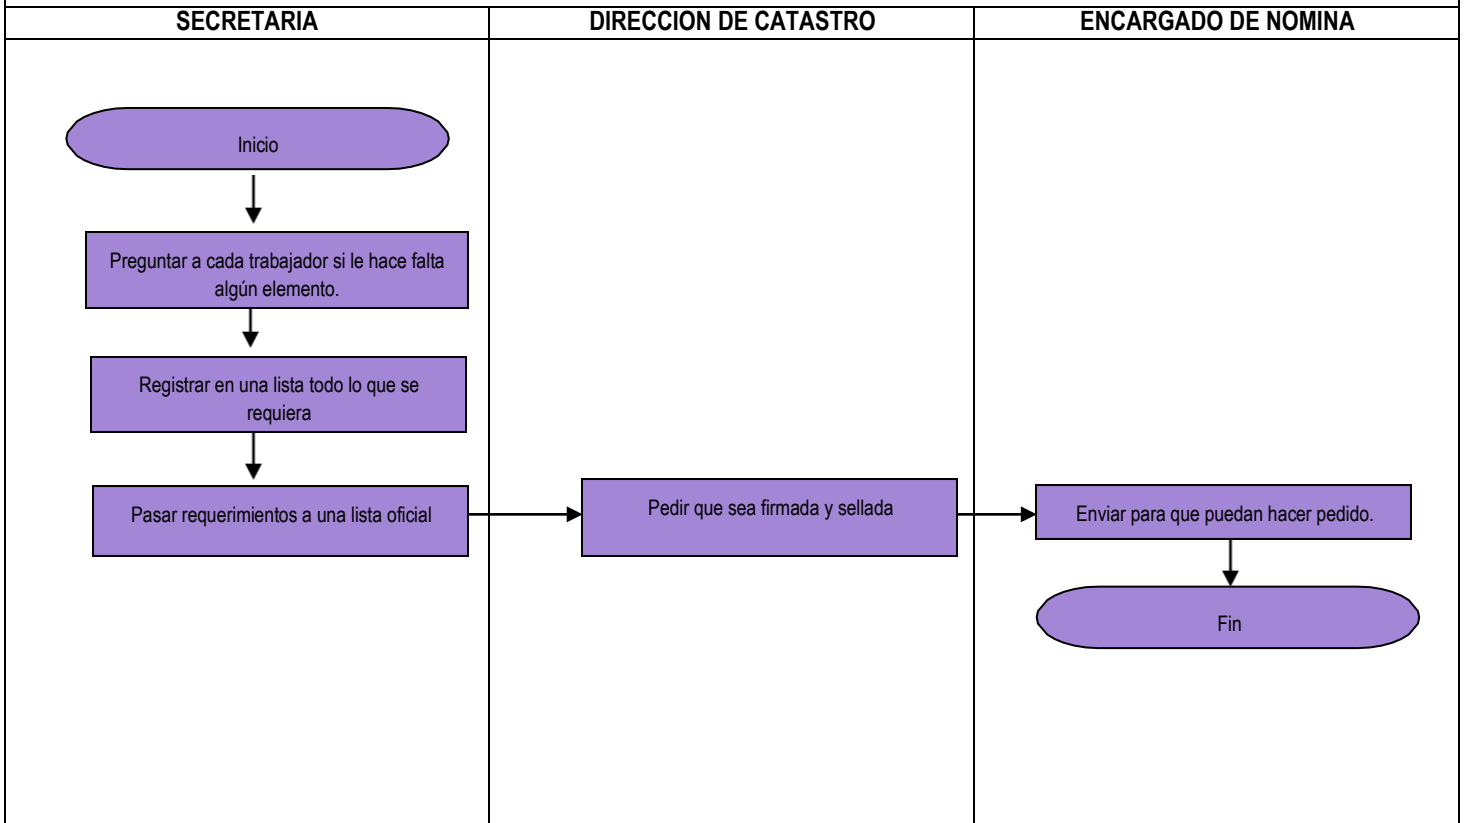 SECRETARIA
DIRECCION DE CATASTRO
ENCARGADO DE NOMINA
Inicio
Preguntar a cada trabajador si le hace falta
algún elemento.
Registrar en una lista todo lo que se
requiera
Pasar requerimientos a una lista oficial
Pedir que sea firmada y sellada
Enviar para que puedan hacer pedido.
Fin